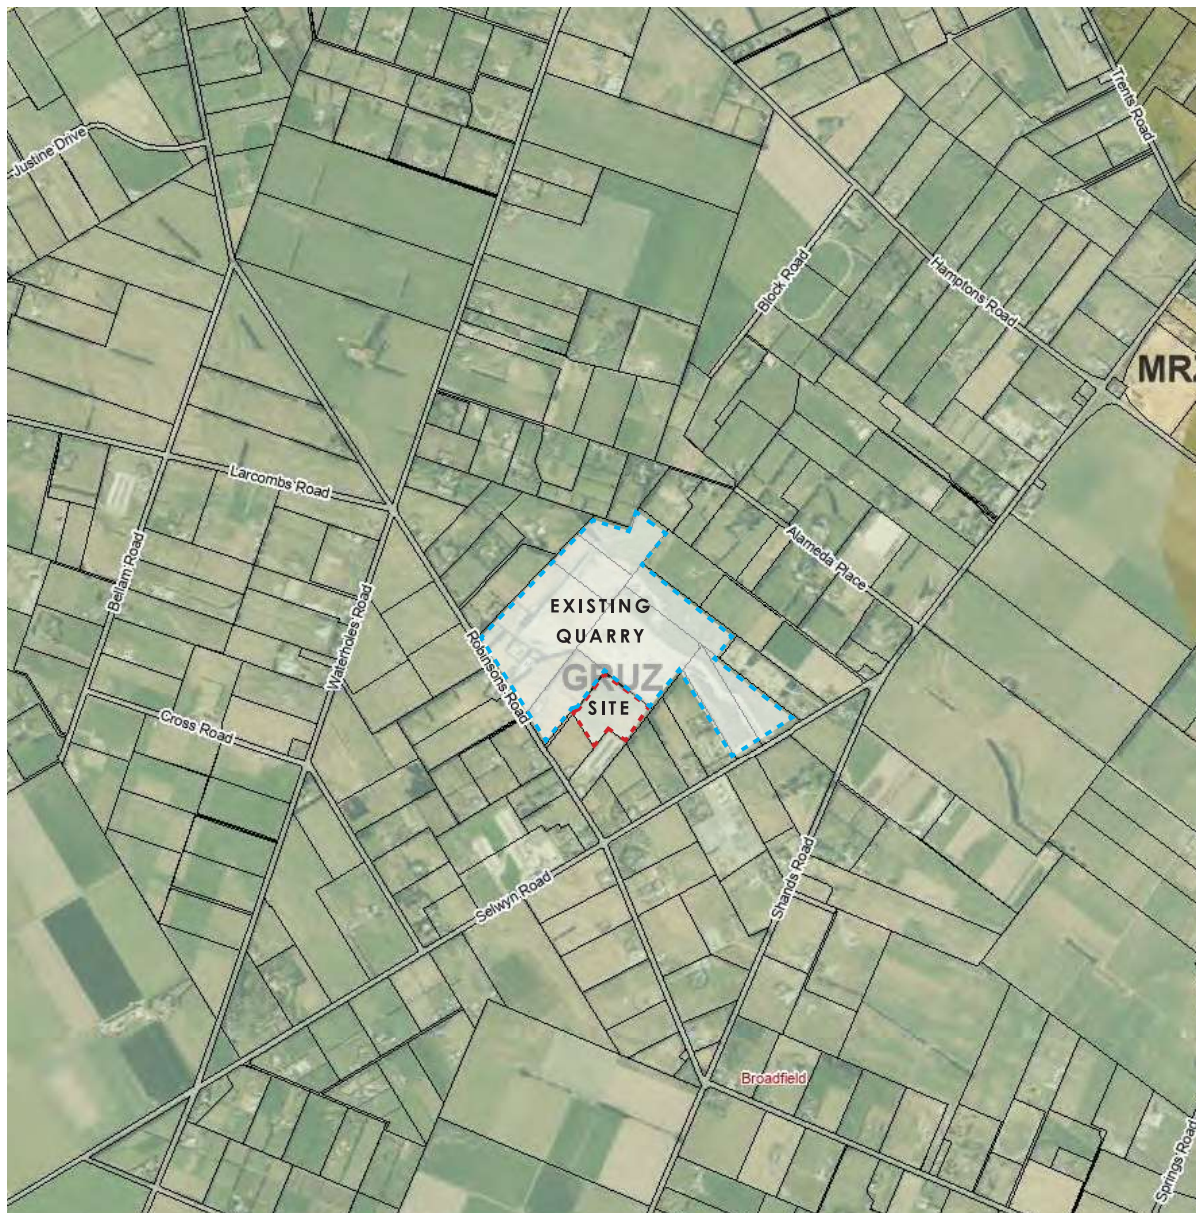 Trents Road
Justine Drive
Block Road
Hamptons Road
MRZ
Larcombs Road
Alameda Place
Bellam Road
EXISTING
QUARRY
Waterholes Road
Robinsons Road
GRUZ
SITE
Cross Road
Shands Road
Selwyn Road
Broadfield
Springs Road